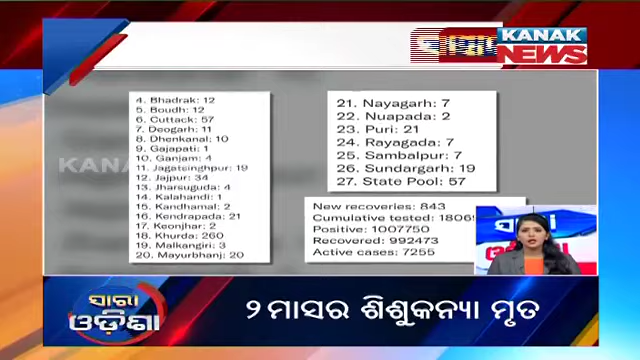 KANAK
NEWS
4. Bhadrak: 12
5. Boudh: 12
6. Cuttack: 57
7. Deogarh: 11
8. Dhenkanal: 10
9. Gajapati: 1
10. Ganjam: 4
11. Jagatsinghpur: 19
12. Jajpur: 34
13. Jharsuguda: 4
14. Kalahandi: 1
15. Kandhamal: 2
16. Kendrapada: 21
17. Keonjhar: 2
18. Khurda: 260
19. Malkangiri: 3
20. Mayurbhanj: 20
21. Nayagarh: 7
22. Nuapada: 2
23. Puri: 21
24. Rayagada: 7
25. Sambalpur: 7
26. Sundargarh: 19
27. State Pool: 57
New recoveries: 843
Cumulative tested:
Positive: 1007750
Recovered: 992473
Active cases: 7255
KANA
ସାରା
ଓଡ଼ିଶା
୨ ମାସର ଶିଶୁକନ୍ୟା ମୃତ